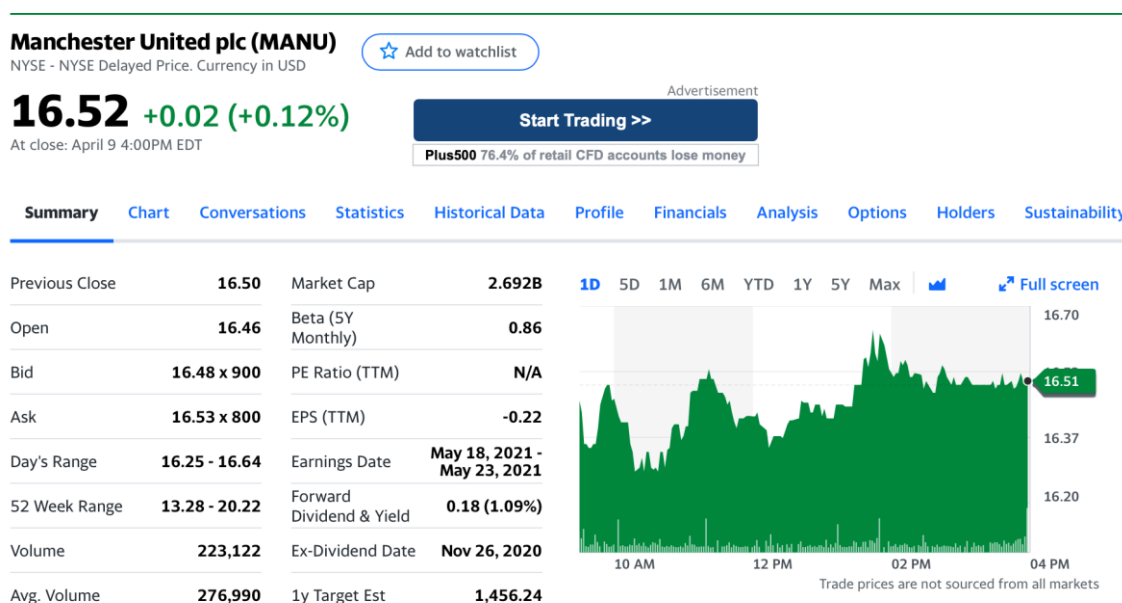 Manchester United plc (MANU)
Add to watchlist
NYSE - NYSE Delayed Price. Currency in USD
16.52 +0.02 (+0.12%)
At close: April 9 4:00PM EDT
Advertisement
Start Trading >>
Plus500 76.4% of retail CFD accounts lose money
Summary Chart Conversations Statistics Historical Data Profile Financials Analysis Options Holders Sustainability
Previous Close 16.50
Open 16.46
Bid 16.48 x 900
Ask 16.53 x 800
Day's Range 16.25 - 16.64
52 Week Range 13.28 - 20.22
Volume 223,122
Avg. Volume 276,990
Market Cap 2.692B
Beta (5Y
Monthly) 0.86
PE Ratio (TTM) N/A
EPS (TTM) -0.22
Earnings Date May 18, 2021 -
May 23, 2021
Forward
Dividend & Yield 0.18 (1.09%)
Ex-Dividend Date Nov 26, 2020
1y Target Est 1,456.24
1D 5D 1M 6M YTD 1Y 5Y Max Full screen
16.70
16.51
16.37
16.20
10 AM 12 PM 02 PM 04 PM
Trade prices are not sourced from all markets